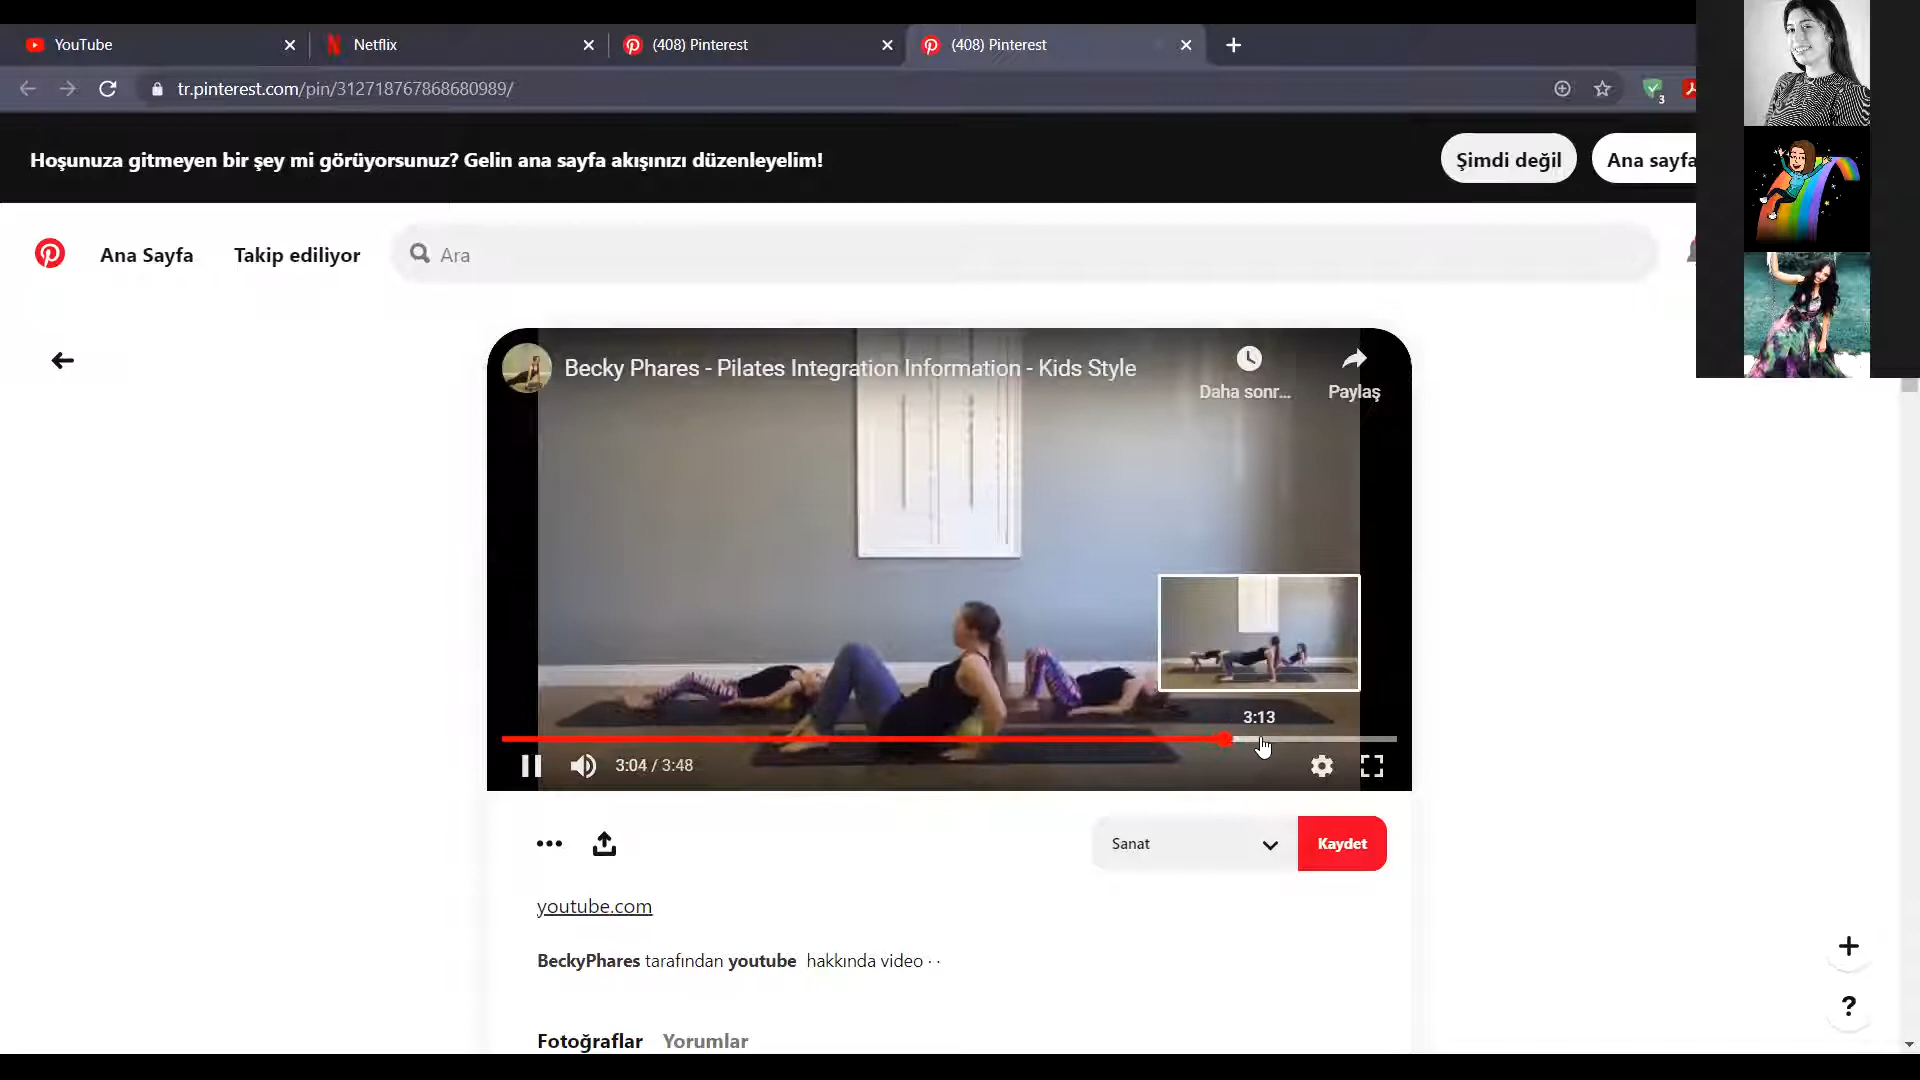 YouTube
Netflix
(408) Pinterest
(408) Pinterest
tr.pinterest.com/pin/312718767868680989/
3
Hoşunuza gitmeyen bir şey mi görüyorsunuz? Gelin ana sayfa akışınızı düzenleyelim!
Şimdi değil
Ana sayfa
Ana Sayfa
Takip ediliyor
Ara
Becky Phares - Pilates Integration Information - Kids Style
Daha sonr...
Paylaş
3:13
3:04 / 3:48
Sanat
Kaydet
youtube.com
BeckyPhares tarafından youtube hakkında video · ·
Fotoğraflar
Yorumlar
?